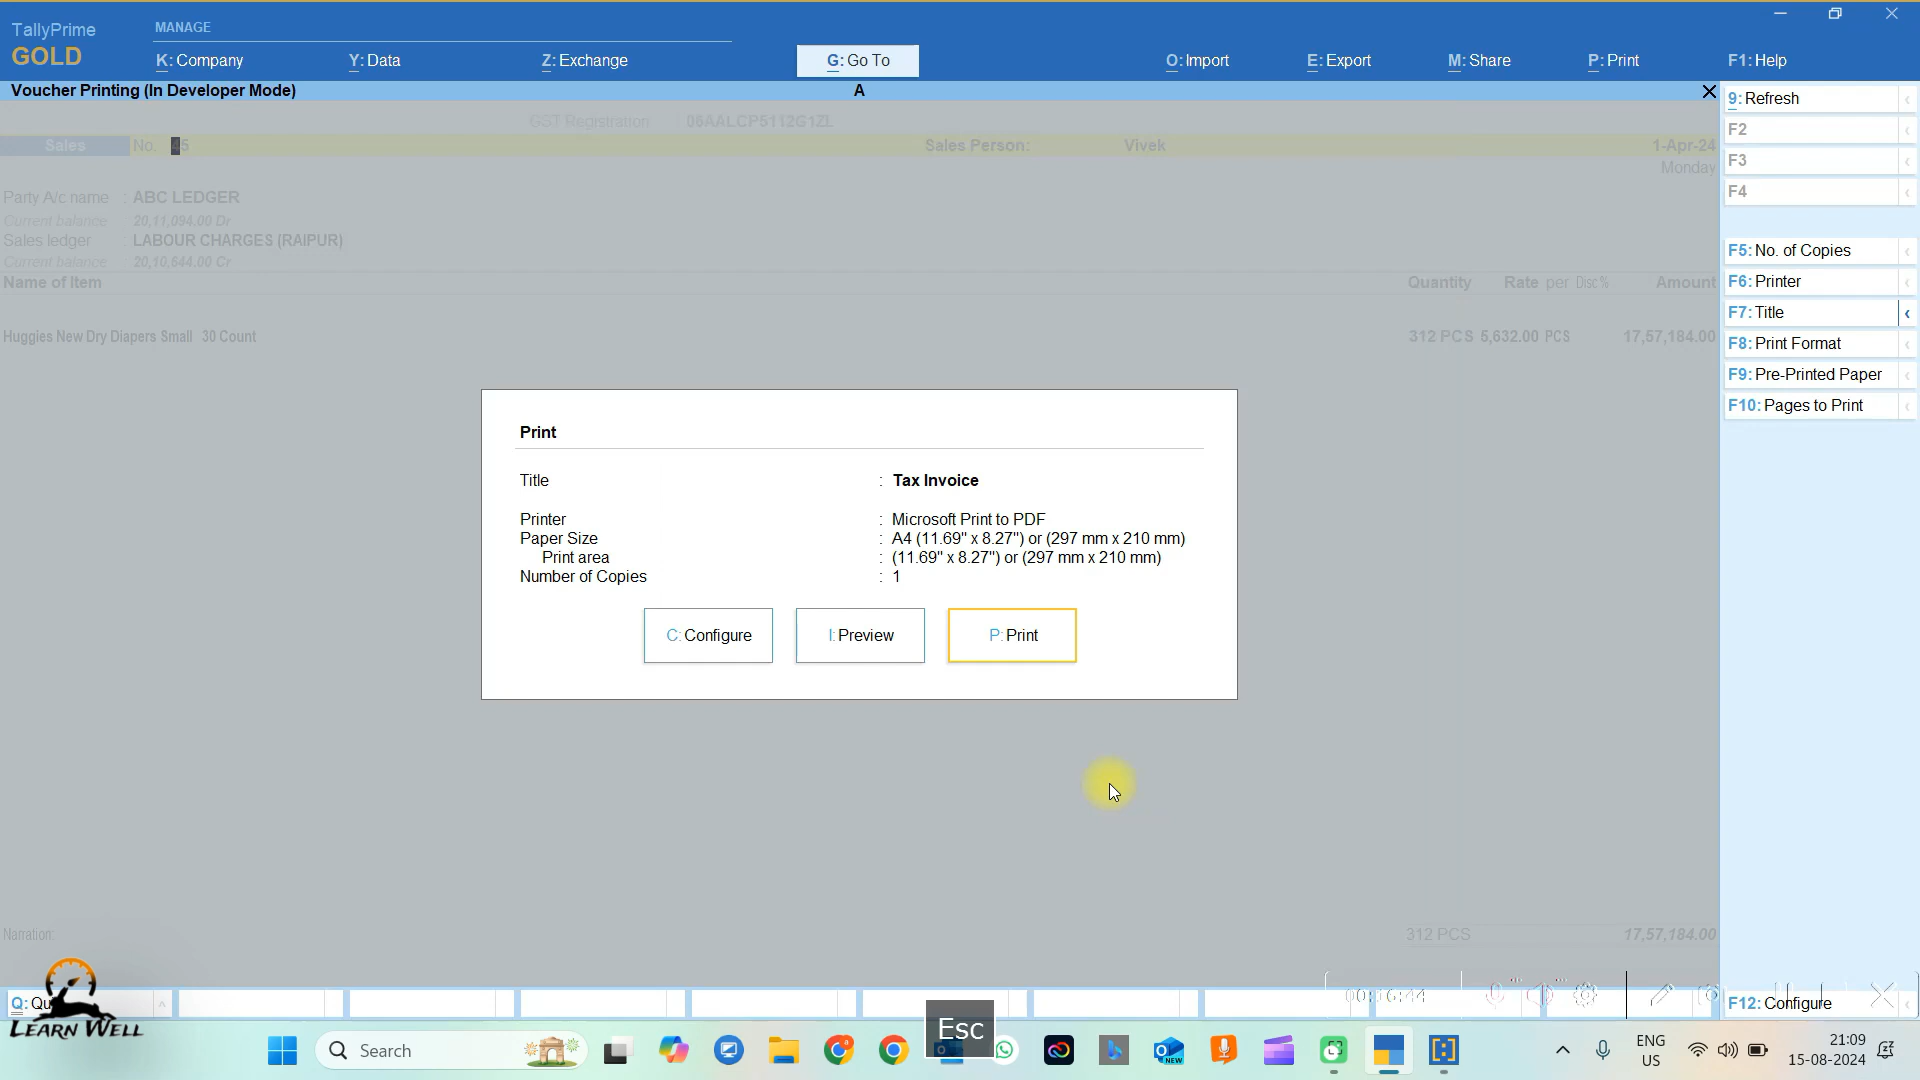 TallyPrime
GOLD
MANAGE
K: Company
Y: Data
Z: Exchange
G: Go To
O: Import
E: Export
M: Share
P: Print
F1: Help
Voucher Printing (In Developer Mode)
A
GST Registration 06AALCP5112G1ZL
Sales No. 45 Sales Person: Vivek 1-Apr-24
Monday
Party A/c name : ABC LEDGER
Current balance : 20,11,094.00 Dr
Sales ledger : LABOUR CHARGES (RAIPUR)
Current balance : 20,10,644.00 Cr
Name of Item Quantity Rate per Disc % Amount
Huggies New Dry Diapers Small 30 Count 312 PCS 5,632.00 PCS 17,57,184.00
Print
Title : Tax Invoice
Printer : Microsoft Print to PDF
Paper Size : A4 (11.69" x 8.27") or (297 mm x 210 mm)
Print area : (11.69" x 8.27") or (297 mm x 210 mm)
Number of Copies : 1
C: Configure
I: Preview
P: Print
Narration: 312 PCS 17,57,184.00
9: Refresh
F2
F3
F4
F5: No. of Copies
F6: Printer
F7: Title
F8: Print Format
F9: Pre-Printed Paper
F10: Pages to Print
F12: Configure
LEARN WELL
Esc
Search
NEW
ENG
US
21:09
15-08-2024